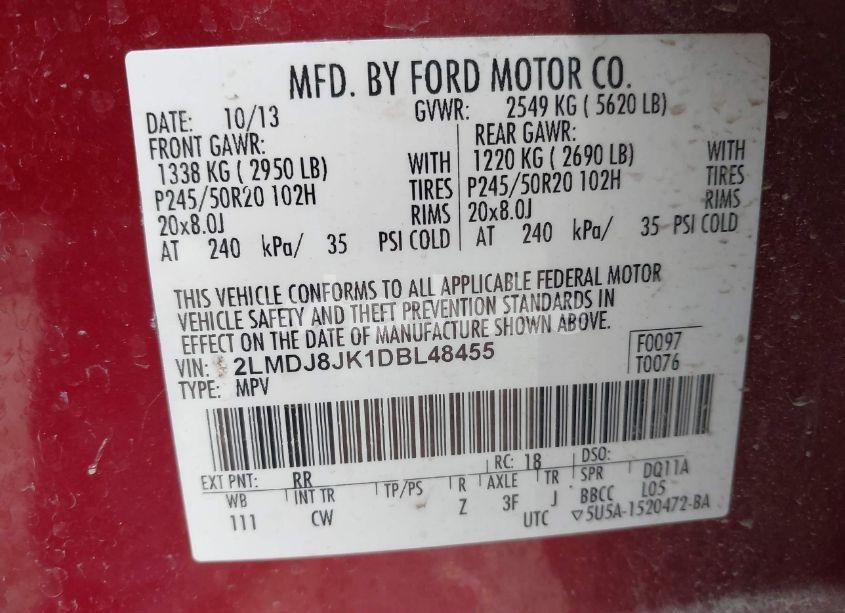 MFD. BY FORD MOTOR CO.
DATE: 10/13 GVWR: 2549 KG ( 5620 LB)
FRONT GAWR: REAR GAWR:
1338 KG ( 2950 LB) WITH 1220 KG ( 2690 LB) WITH
P245/50R20 102H TIRES P245/50R20 102H TIRES
20x8.0J RIMS 20x8.0J RIMS
AT 240 kPa/ 35 PSI COLD AT 240 kPa/ 35 PSI COLD
THIS VEHICLE CONFORMS TO ALL APPLICABLE FEDERAL MOTOR
VEHICLE SAFETY AND THEFT PREVENTION STANDARDS IN
EFFECT ON THE DATE OF MANUFACTURE SHOWN ABOVE.
VIN: 2LMDJ8JK1DBL48455 F0097
TYPE: MPV T0076
EXT PNT: RR RC: 18 DSO:
WB INT TR TP/PS R AXLE TR SPR DQ11A
111 CW Z 3F J BBCC L05
UTC ▽5U5A-1520472-BA